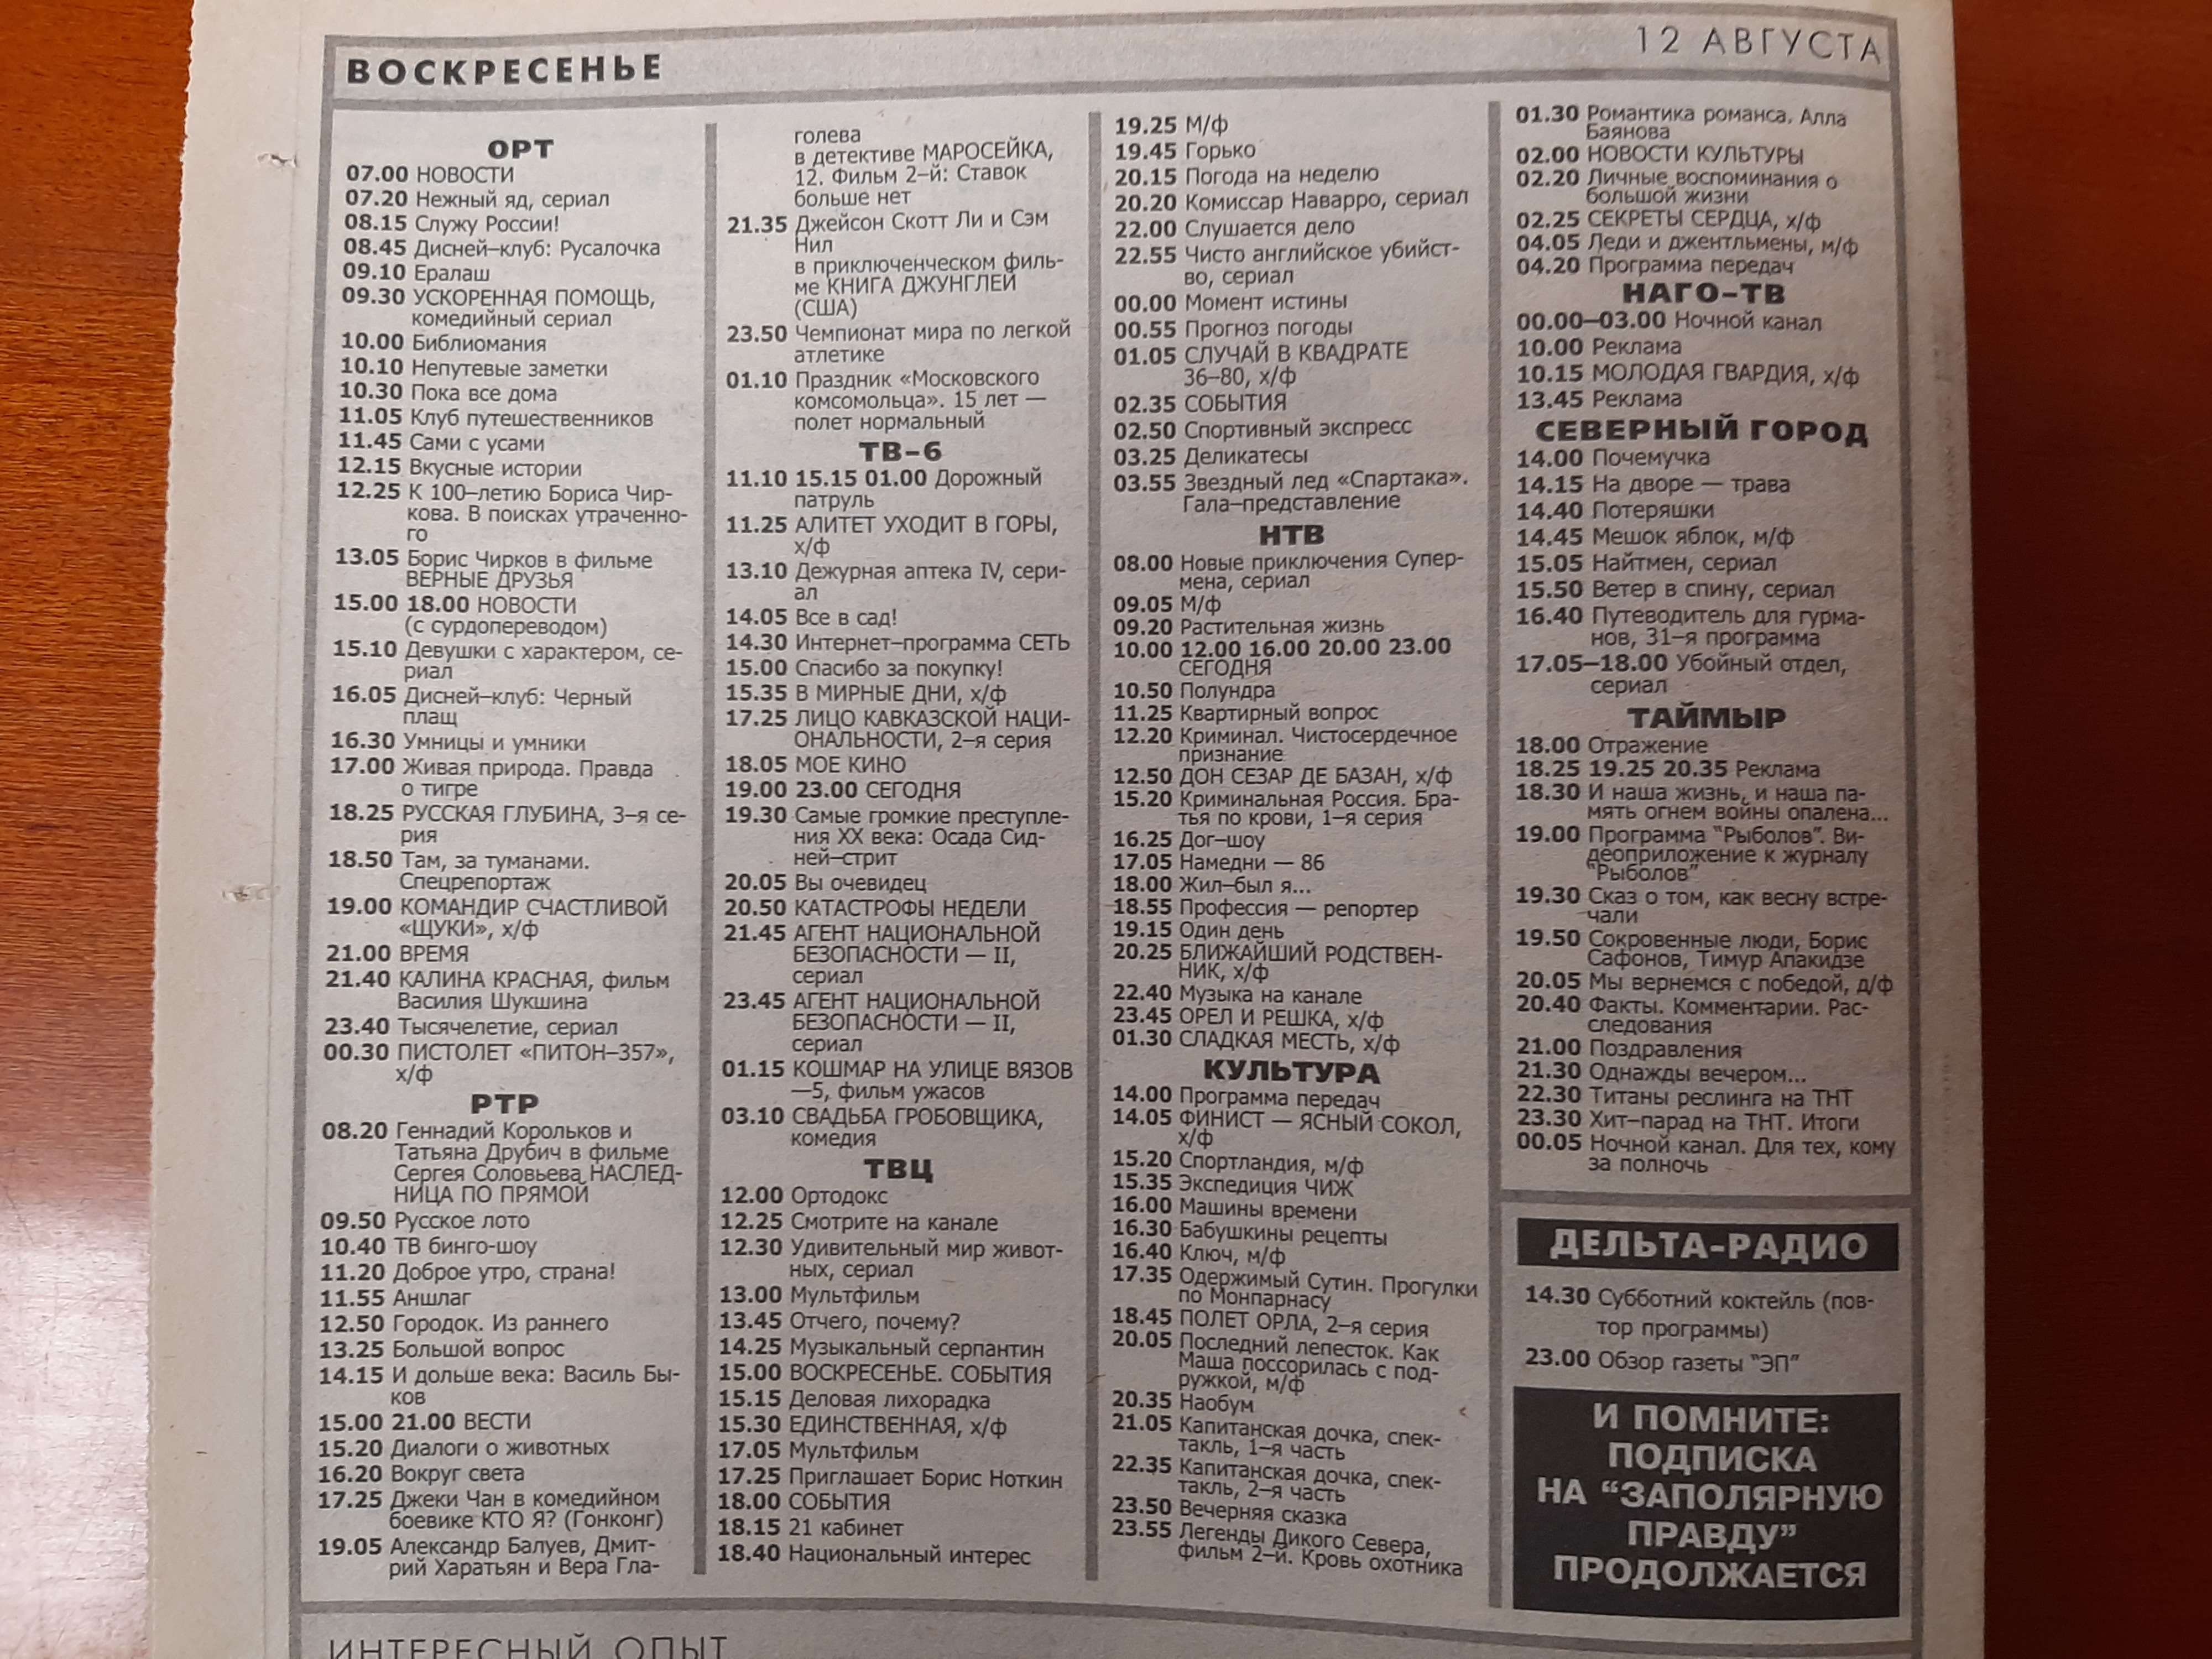 ВОСКРЕСЕНЬЕ
12 АВГУСТА
ОРТ
07.00 НОВОСТИ
07.20 Нежный яд, сериал
08.15 Служу России!
08.45 Дисней–клуб: Русалочка
09.10 Ералаш
09.30 УСКОРЕННАЯ ПОМОЩЬ,
комедийный сериал
10.00 Библиомания
10.10 Непутевые заметки
10.30 Пока все дома
11.05 Клуб путешественников
11.45 Сами с усами
12.15 Вкусные истории
12.25 К 100–летию Бориса Чир-
кова. В поисках утраченно-
го
13.05 Борис Чирков в фильме
ВЕРНЫЕ ДРУЗЬЯ
15.00 18.00 НОВОСТИ
(с сурдопереводом)
15.10 Девушки с характером, се-
риал
16.05 Дисней–клуб: Черный
плащ
16.30 Умницы и умники
17.00 Живая природа. Правда
о тигре
18.25 РУССКАЯ ГЛУБИНА, 3–я се-
рия
18.50 Там, за туманами.
Спецрепортаж
19.00 КОМАНДИР СЧАСТЛИВОЙ
«ЩУКИ», х/ф
21.00 ВРЕМЯ
21.40 КАЛИНА КРАСНАЯ, фильм
Василия Шукшина
23.40 Тысячелетие, сериал
00.30 ПИСТОЛЕТ «ПИТОН–357»,
х/ф
РТР
08.20 Геннадий Корольков и
Татьяна Друбич в фильме
Сергея Соловьева НАСЛЕД-
НИЦА ПО ПРЯМОЙ
09.50 Русское лото
10.40 ТВ бинго-шоу
11.20 Доброе утро, страна!
11.55 Аншлаг
12.50 Городок. Из раннего
13.25 Большой вопрос
14.15 И дольше века: Василь Бы-
ков
15.00 21.00 ВЕСТИ
15.20 Диалоги о животных
16.20 Вокруг света
17.25 Джеки Чан в комедийном
боевике КТО Я? (Гонконг)
19.05 Александр Балуев, Дмит-
рий Харатьян и Вера Гла-
голева
в детективе МАРОСЕЙКА,
12. Фильм 2–й: Ставок
больше нет
21.35 Джейсон Скотт Ли и Сэм
Нил
в приключенческом филь-
ме КНИГА ДЖУНГЛЕЙ
(США)
23.50 Чемпионат мира по легкой
атлетике
01.10 Праздник «Московского
комсомольца». 15 лет —
полет нормальный
ТВ–6
11.10 15.15 01.00 Дорожный
патруль
11.25 АЛИТЕТ УХОДИТ В ГОРЫ,
х/ф
13.10 Дежурная аптека IV, сери-
ал
14.05 Все в сад!
14.30 Интернет–программа СЕТЬ
15.00 Спасибо за покупку!
15.35 В МИРНЫЕ ДНИ, х/ф
17.25 ЛИЦО КАВКАЗСКОЙ НАЦИ-
ОНАЛЬНОСТИ, 2–я серия
18.05 МОЕ КИНО
19.00 23.00 СЕГОДНЯ
19.30 Самые громкие преступле-
ния XX века: Осада Сид-
ней–стрит
20.05 Вы очевидец
20.50 КАТАСТРОФЫ НЕДЕЛИ
21.45 АГЕНТ НАЦИОНАЛЬНОЙ
БЕЗОПАСНОСТИ — II,
сериал
23.45 АГЕНТ НАЦИОНАЛЬНОЙ
БЕЗОПАСНОСТИ — II,
сериал
01.15 КОШМАР НА УЛИЦЕ ВЯЗОВ
—5, фильм ужасов
03.10 СВАДЬБА ГРОБОВЩИКА,
комедия
ТВЦ
12.00 Ортодокс
12.25 Смотрите на канале
12.30 Удивительный мир живот-
ных, сериал
13.00 Мультфильм
13.45 Отчего, почему?
14.25 Музыкальный серпантин
15.00 ВОСКРЕСЕНЬЕ. СОБЫТИЯ
15.15 Деловая лихорадка
15.30 ЕДИНСТВЕННАЯ, х/ф
17.05 Мультфильм
17.25 Приглашает Борис Ноткин
18.00 СОБЫТИЯ
18.15 21 кабинет
18.40 Национальный интерес
19.25 М/ф
19.45 Горько
20.15 Погода на неделю
20.20 Комиссар Наварро, сериал
22.00 Слушается дело
22.55 Чисто английское убийст-
во, сериал
00.00 Момент истины
00.55 Прогноз погоды
01.05 СЛУЧАЙ В КВАДРАТЕ
36–80, х/ф
02.35 СОБЫТИЯ
02.50 Спортивный экспресс
03.25 Деликатесы
03.55 Звездный лед «Спартака».
Гала–представление
НТВ
08.00 Новые приключения Супер-
мена, сериал
09.05 М/ф
09.20 Растительная жизнь
10.00 12.00 16.00 20.00 23.00
СЕГОДНЯ
10.50 Полундра
11.25 Квартирный вопрос
12.20 Криминал. Чистосердечное
признание
12.50 ДОН СЕЗАР ДЕ БАЗАН, х/ф
15.20 Криминальная Россия. Бра-
тья по крови, 1–я серия
16.25 Дог–шоу
17.05 Намедни — 86
18.00 Жил–был я...
18.55 Профессия — репортер
19.15 Один день
20.25 БЛИЖАЙШИЙ РОДСТВЕН-
НИК, х/ф
22.40 Музыка на канале
23.45 ОРЕЛ И РЕШКА, х/ф
01.30 СЛАДКАЯ МЕСТЬ, х/ф
КУЛЬТУРА
14.00 Программа передач
14.05 ФИНИСТ — ЯСНЫЙ СОКОЛ,
х/ф
15.20 Спортландия, м/ф
15.35 Экспедиция ЧИЖ
16.00 Машины времени
16.30 Бабушкины рецепты
16.40 Ключ, м/ф
17.35 Одержимый Сутин. Прогулки
по Монпарнасу
18.45 ПОЛЕТ ОРЛА, 2–я серия
20.05 Последний лепесток. Как
Маша поссорилась с под-
ружкой, м/ф
20.35 Наобум
21.05 Капитанская дочка, спек-
такль, 1–я часть
22.35 Капитанская дочка, спек-
такль, 2–я часть
23.50 Вечерняя сказка
23.55 Легенды Дикого Севера,
фильм 2–й. Кровь охотника
01.30 Романтика романса. Алла
Баянова
02.00 НОВОСТИ КУЛЬТУРЫ
02.20 Личные воспоминания о
большой жизни
02.25 СЕКРЕТЫ СЕРДЦА, х/ф
04.05 Леди и джентльмены, м/ф
04.20 Программа передач
НАГО–ТВ
00.00–03.00 Ночной канал
10.00 Реклама
10.15 МОЛОДАЯ ГВАРДИЯ, х/ф
13.45 Реклама
СЕВЕРНЫЙ ГОРОД
14.00 Почемучка
14.15 На дворе — трава
14.40 Потеряшки
14.45 Мешок яблок, м/ф
15.05 Найтмен, сериал
15.50 Ветер в спину, сериал
16.40 Путеводитель для гурма-
нов, 31–я программа
17.05–18.00 Убойный отдел,
сериал
ТАЙМЫР
18.00 Отражение
18.25 19.25 20.35 Реклама
18.30 И наша жизнь, и наша па-
мять огнем войны опалена...
19.00 Программа "Рыболов". Ви-
деоприложение к журналу
"Рыболов"
19.30 Сказ о том, как весну встре-
чали
19.50 Сокровенные люди, Борис
Сафонов, Тимур Апакидзе
20.05 Мы вернемся с победой, д/ф
20.40 Факты. Комментарии. Рас-
следования
21.00 Поздравления
21.30 Однажды вечером...
22.30 Титаны реслинга на ТНТ
23.30 Хит–парад на ТНТ. Итоги
00.05 Ночной канал. Для тех, кому
за полночь
ДЕЛЬТА-РАДИО
14.30 Субботний коктейль (пов-
тор программы)
23.00 Обзор газеты "ЗП"
И ПОМНИТЕ:
ПОДПИСКА
НА "ЗАПОЛЯРНУЮ
ПРАВДУ"
ПРОДОЛЖАЕТСЯ
ИНТЕРЕСНЫЙ ОПЫТ